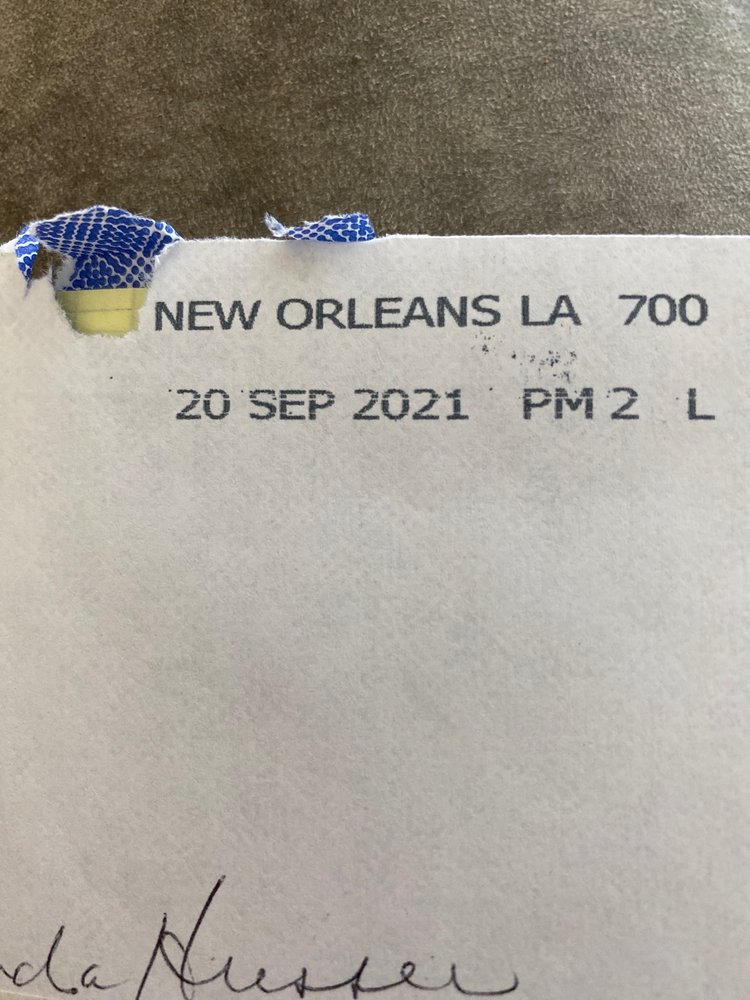 NEW ORLEANS LA 700
20 SEP 2021 PM 2 L